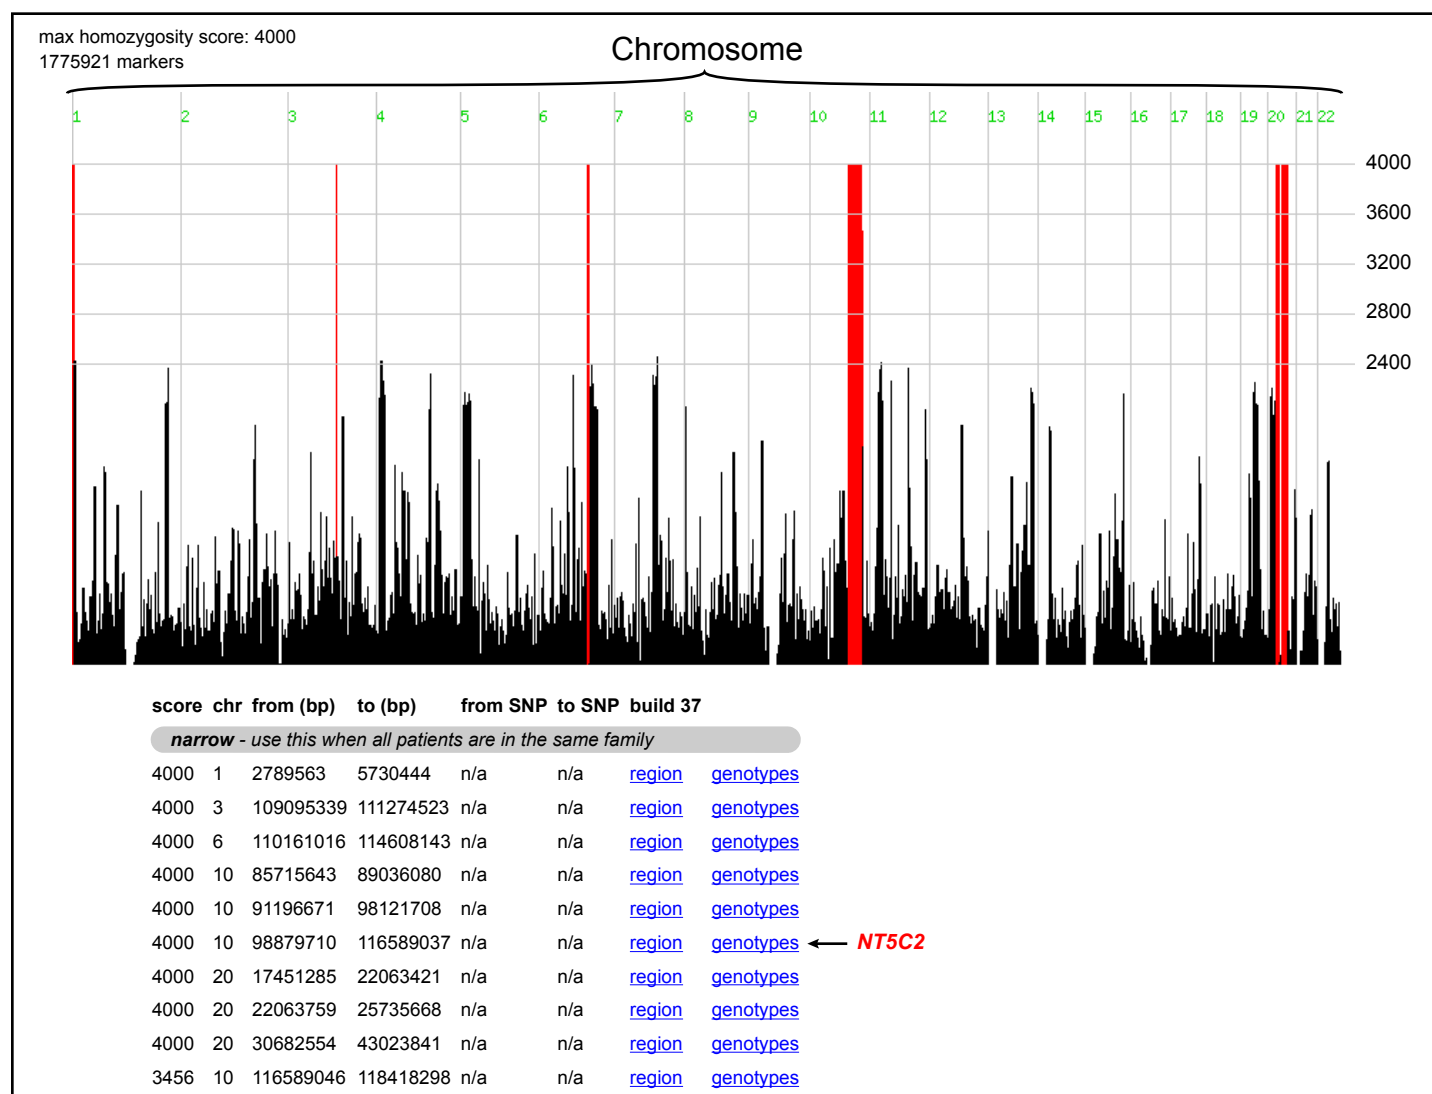 max homozygosity score: 4000
1775921 markers
Chromosome
1 2 3 4 5 6 7 8 9 10 11 12 13 14 15 16 17 18 19 20 21 22
4000
3600
3200
2800
2400
score chr from (bp) to (bp) from SNP to SNP build 37
narrow - use this when all patients are in the same family
4000 1 2789563 5730444 n/a n/a region genotypes
4000 3 109095339 111274523 n/a n/a region genotypes
4000 6 110161016 114608143 n/a n/a region genotypes
4000 10 85715643 89036080 n/a n/a region genotypes
4000 10 91196671 98121708 n/a n/a region genotypes
4000 10 98879710 116589037 n/a n/a region genotypes NT5C2
4000 20 17451285 22063421 n/a n/a region genotypes
4000 20 22063759 25735668 n/a n/a region genotypes
4000 20 30682554 43023841 n/a n/a region genotypes
3456 10 116589046 118418298 n/a n/a region genotypes